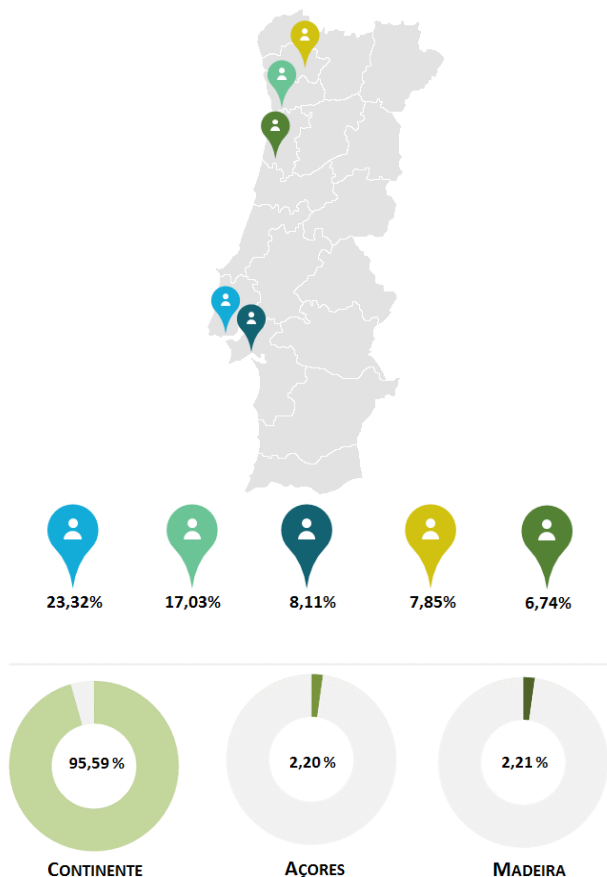 23,32% 17,03% 8,11% 7,85% 6,74%
95,59 % 2,20 % 2,21 %
CONTINENTE AÇORES MADEIRA